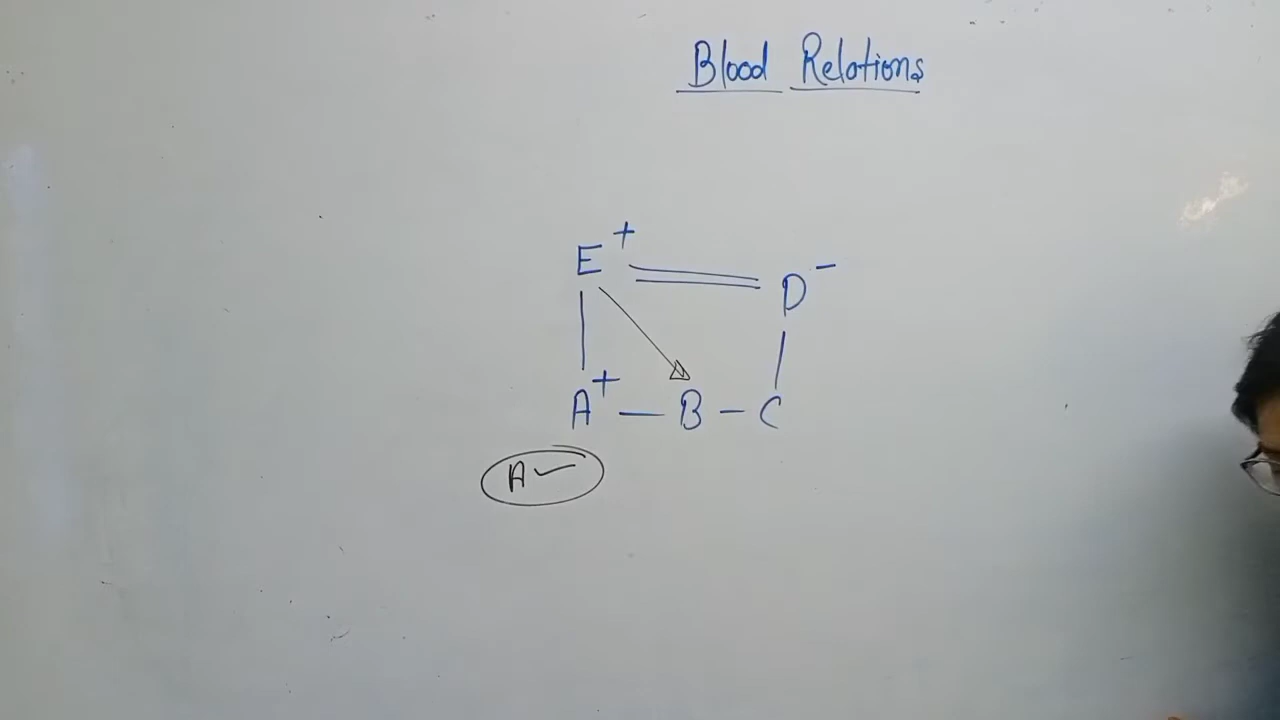 Blood Relations
E+ = D-
A+ — B – C
A✓